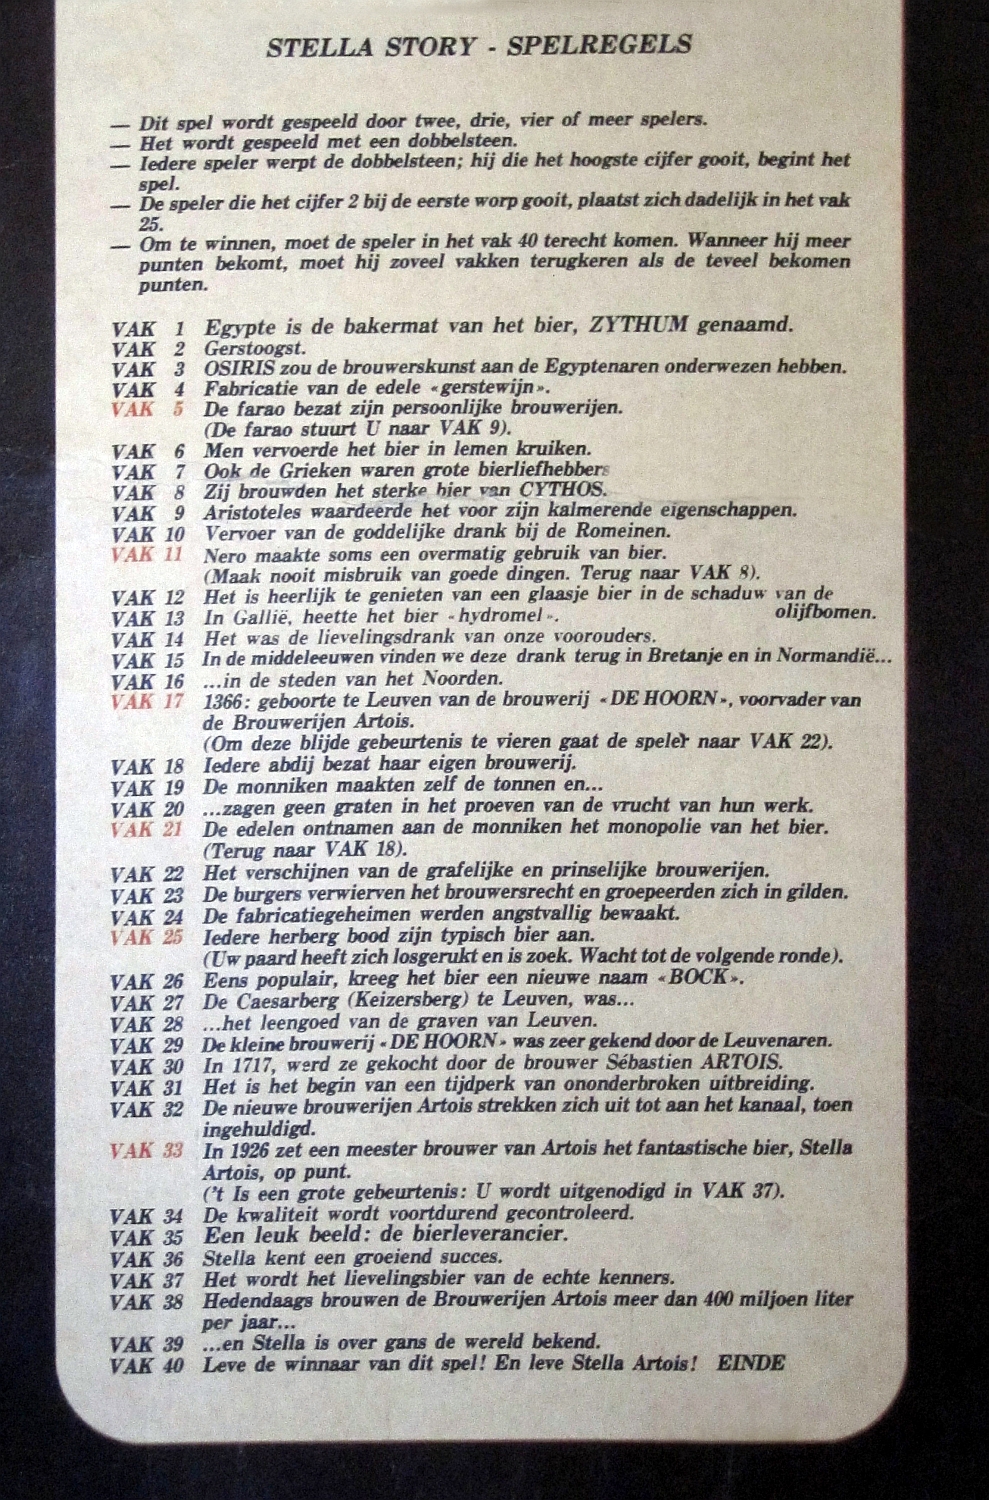 STELLA STORY - SPELREGELS
— Dit spel wordt gespeeld door twee, drie, vier of meer spelers.
— Het wordt gespeeld met een dobbelsteen.
— Iedere speler werpt de dobbelsteen; hij die het hoogste cijfer gooit, begint het
spel.
— De speler die het cijfer 2 bij de eerste worp gooit, plaatst zich dadelijk in het vak
25.
— Om te winnen, moet de speler in het vak 40 terecht komen. Wanneer hij meer
punten bekomt, moet hij zoveel vakken terugkeren als de teveel bekomen
punten.
VAK 1 Egypte is de bakermat van het bier, ZYTHUM genaamd.
VAK 2 Gerstoogst.
VAK 3 OSIRIS zou de brouwerskunst aan de Egyptenaren onderwezen hebben.
VAK 4 Fabricatie van de edele «gerstewijn».
VAK 5 De farao bezat zijn persoonlijke brouwerijen.
(De farao stuurt U naar VAK 9).
VAK 6 Men vervoerde het bier in lemen kruiken.
VAK 7 Ook de Grieken waren grote bierliefhebbers
VAK 8 Zij brouwden het sterke bier van CYTHOS.
VAK 9 Aristoteles waardeerde het voor zijn kalmerende eigenschappen.
VAK 10 Vervoer van de goddelijke drank bij de Romeinen.
VAK 11 Nero maakte soms een overmatig gebruik van bier.
(Maak nooit misbruik van goede dingen. Terug naar VAK 8).
VAK 12 Het is heerlijk te genieten van een glaasje bier in de schaduw van de
olijfbomen.
VAK 13 In Gallië, heette het bier «hydromel».
VAK 14 Het was de lievelingsdrank van onze voorouders.
VAK 15 In de middeleeuwen vinden we deze drank terug in Bretanje en in Normandië...
VAK 16 ...in de steden van het Noorden.
VAK 17 1366: geboorte te Leuven van de brouwerij «DE HOORN», voorvader van
de Brouwerijen Artois.
(Om deze blijde gebeurtenis te vieren gaat de speler naar VAK 22).
VAK 18 Iedere abdij bezat haar eigen brouwerij.
VAK 19 De monniken maakten zelf de tonnen en...
VAK 20 ...zagen geen graten in het proeven van de vrucht van hun werk.
VAK 21 De edelen ontnamen aan de monniken het monopolie van het bier.
(Terug naar VAK 18).
VAK 22 Het verschijnen van de grafelijke en prinselijke brouwerijen.
VAK 23 De burgers verwierven het brouwersrecht en groepeerden zich in gilden.
VAK 24 De fabricatiegeheimen werden angstvallig bewaakt.
VAK 25 Iedere herberg bood zijn typisch bier aan.
(Uw paard heeft zich losgerukt en is zoek. Wacht tot de volgende ronde).
VAK 26 Eens populair, kreeg het bier een nieuwe naam «BOCK».
VAK 27 De Caesarberg (Keizersberg) te Leuven, was...
VAK 28 ...het leengoed van de graven van Leuven.
VAK 29 De kleine brouwerij «DE HOORN» was zeer gekend door de Leuvenaren.
VAK 30 In 1717, werd ze gekocht door de brouwer Sébastien ARTOIS.
VAK 31 Het is het begin van een tijdperk van ononderbroken uitbreiding.
VAK 32 De nieuwe brouwerijen Artois strekken zich uit tot aan het kanaal, toen
ingehuldigd.
VAK 33 In 1926 zet een meester brouwer van Artois het fantastische bier, Stella
Artois, op punt.
('t Is een grote gebeurtenis: U wordt uitgenodigd in VAK 37).
VAK 34 De kwaliteit wordt voortdurend gecontroleerd.
VAK 35 Een leuk beeld: de bierleverancier.
VAK 36 Stella kent een groeiend succes.
VAK 37 Het wordt het lievelingsbier van de echte kenners.
VAK 38 Hedendaags brouwen de Brouwerijen Artois meer dan 400 miljoen liter
per jaar...
VAK 39 ...en Stella is over gans de wereld bekend.
VAK 40 Leve de winnaar van dit spel! En leve Stella Artois! EINDE